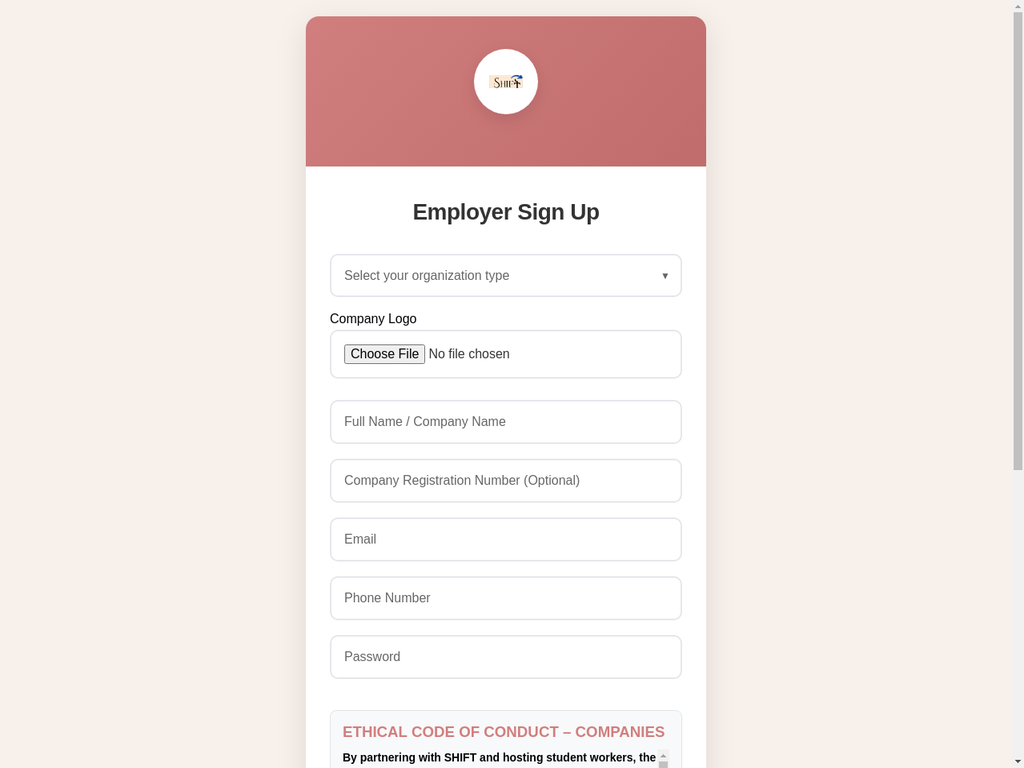 SHIFT
Employer Sign Up
Select your organization type
Company Logo
Choose File No file chosen
Full Name / Company Name
Company Registration Number (Optional)
Email
Phone Number
Password
ETHICAL CODE OF CONDUCT – COMPANIES
By partnering with SHIFT and hosting student workers, the